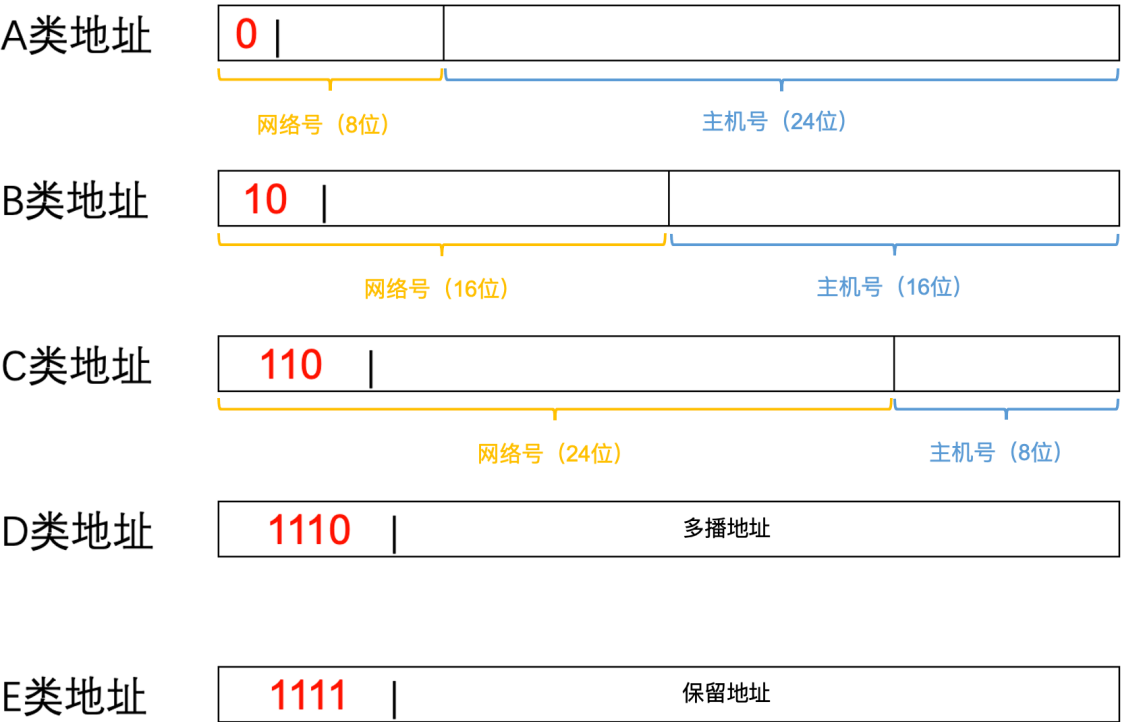 A类地址 0
网络号（8位） 主机号（24位）
B类地址 10
网络号（16位） 主机号（16位）
C类地址 110
网络号（24位） 主机号（8位）
D类地址 1110 多播地址
E类地址 1111 保留地址